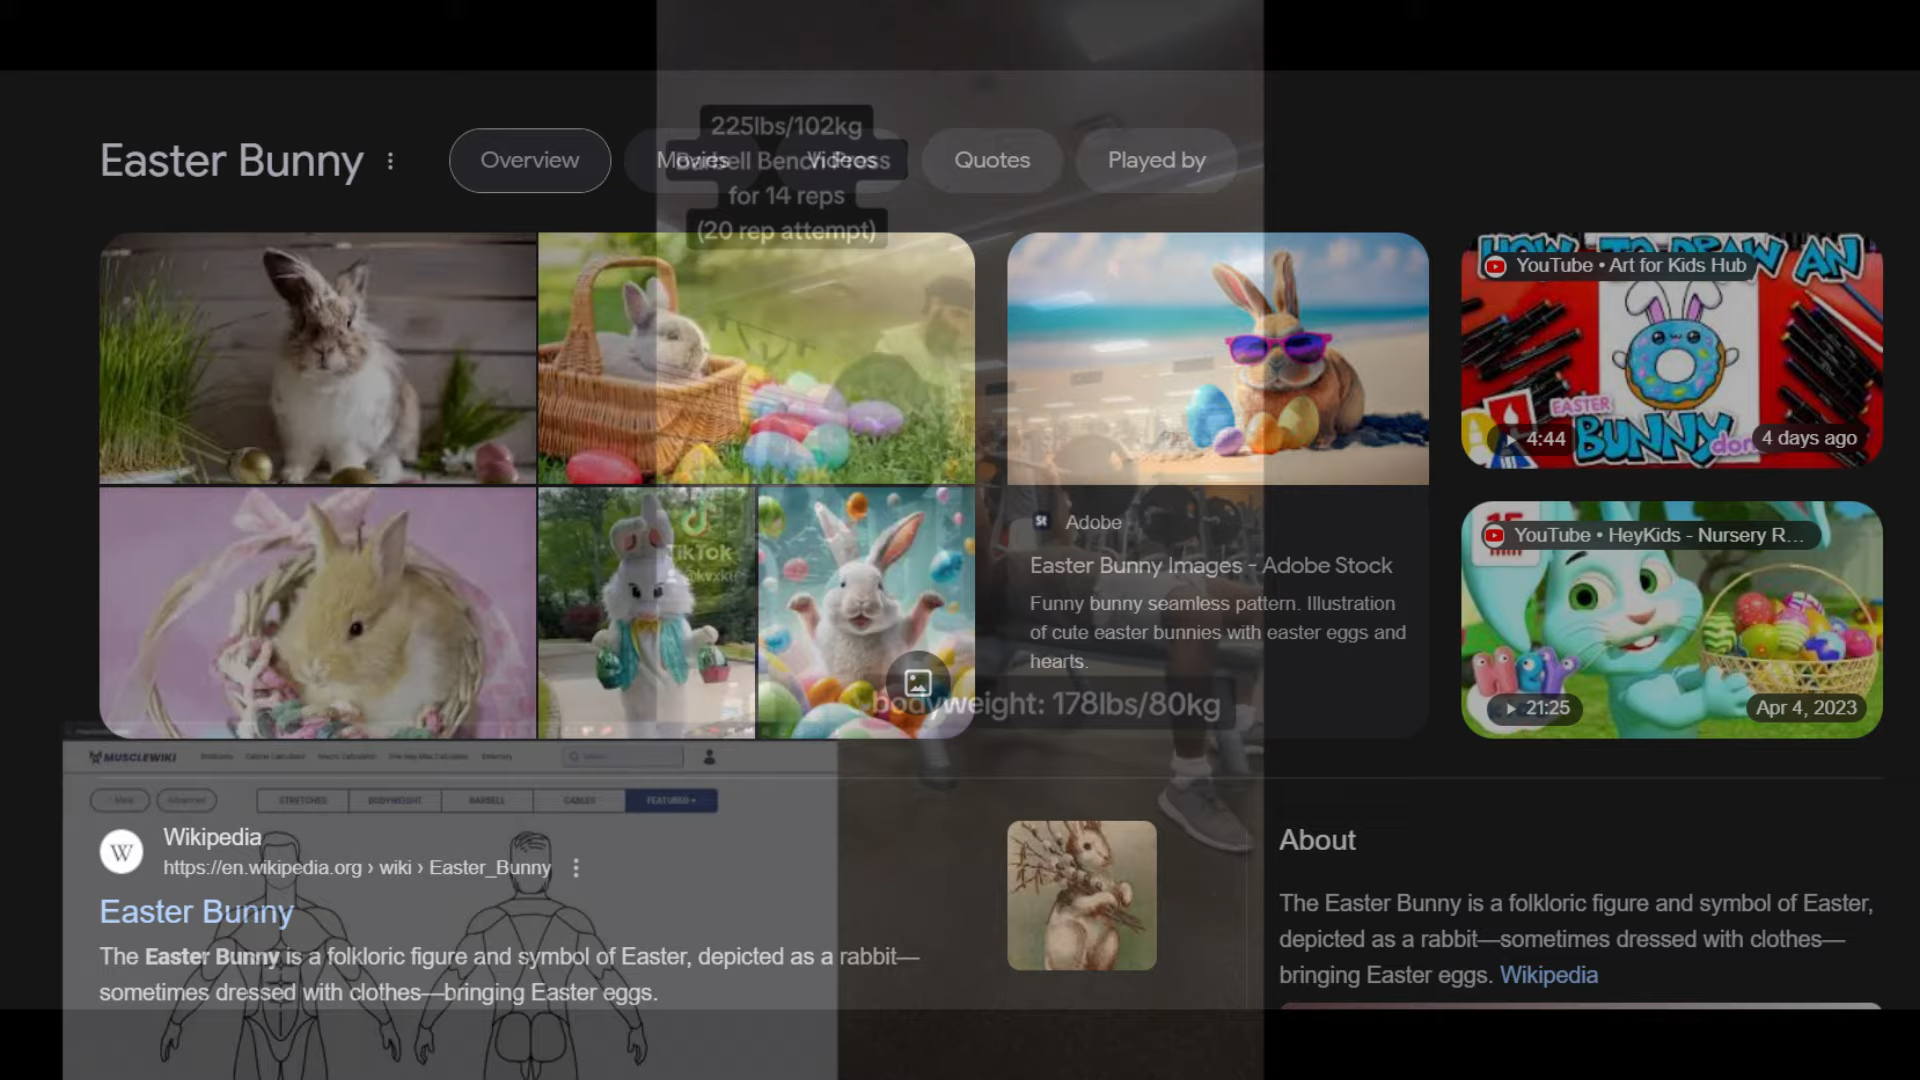 225lbs/102kg
Barbell Bench Press
for 14 reps
(20 rep attempt)
Easter Bunny
Overview
Movies
Videos
Quotes
Played by
HOW TO DRAW AN
YouTube • Art for Kids Hub
EASTER
BUNNY
4:44
4 days ago
TikTok
St
Adobe
Easter Bunny Images - Adobe Stock
Funny bunny seamless pattern. Illustration
of cute easter bunnies with easter eggs and
hearts.
YouTube • HeyKids - Nursery R...
21:25
Apr 4, 2023
bodyweight: 178lbs/80kg
MUSCLEWIKI
STRETCHES
BODYWEIGHT
BARBELL
CABLES
FEATURED
W
Wikipedia
https://en.wikipedia.org › wiki › Easter_Bunny
Easter Bunny
The Easter Bunny is a folkloric figure and symbol of Easter, depicted as a rabbit—
sometimes dressed with clothes—bringing Easter eggs.
About
The Easter Bunny is a folkloric figure and symbol of Easter,
depicted as a rabbit—sometimes dressed with clothes—
bringing Easter eggs. Wikipedia